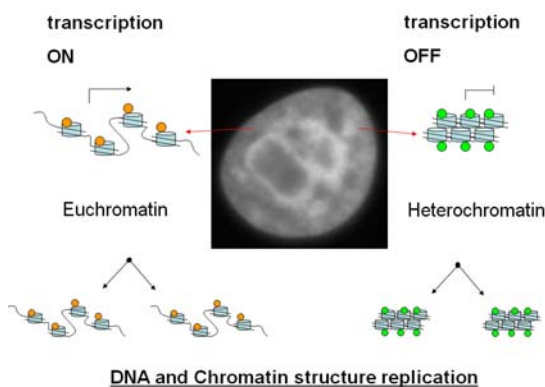 transcription
ON
transcription
OFF
Euchromatin
Heterochromatin
DNA and Chromatin structure replication